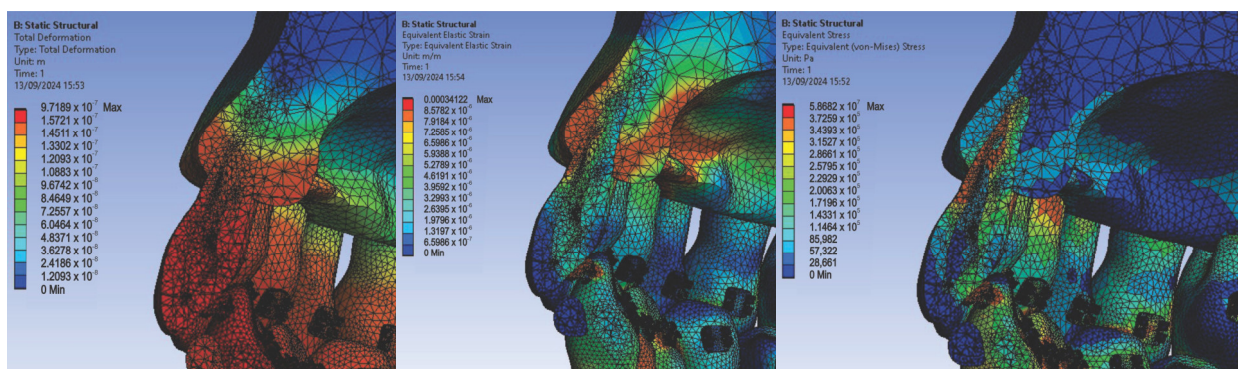 B: Static Structural
Total Deformation
Type: Total Deformation
Unit: m
Time: 1
13/09/2024 15:53
9.7189 x 10⁻⁷ Max
1.5721 x 10⁻⁷
1.4511 x 10⁻⁷
1.3302 x 10⁻⁷
1.2093 x 10⁻⁷
1.0883 x 10⁻⁷
9.6742 x 10⁻⁸
8.4649 x 10⁻⁸
7.2557 x 10⁻⁸
6.0464 x 10⁻⁸
4.8371 x 10⁻⁸
3.6278 x 10⁻⁸
2.4186 x 10⁻⁸
1.2093 x 10⁻⁸
0 Min
B: Static Structural
Equivalent Elastic Strain
Type: Equivalent Elastic Strain
Unit: m/m
Time: 1
13/09/2024 15:54
0.00034122 Max
8.5782 x 10⁻⁶
7.9184 x 10⁻⁶
7.2585 x 10⁻⁶
6.5986 x 10⁻⁶
5.9388 x 10⁻⁶
5.2789 x 10⁻⁶
4.6191 x 10⁻⁶
3.9592 x 10⁻⁶
3.2993 x 10⁻⁶
2.6395 x 10⁻⁶
1.9796 x 10⁻⁶
1.3197 x 10⁻⁶
6.5986 x 10⁻⁷
0 Min
B: Static Structural
Equivalent Stress
Type: Equivalent (von-Mises) Stress
Unit: Pa
Time: 1
13/09/2024 15:52
5.8682 x 10⁷ Max
3.7259 x 10⁵
3.4393 x 10⁵
3.1527 x 10⁵
2.8661 x 10⁵
2.5795 x 10⁵
2.2929 x 10⁵
2.0063 x 10⁵
1.7196 x 10⁵
1.4331 x 10⁵
1.1464 x 10⁵
85,982
57,322
28,661
0 Min